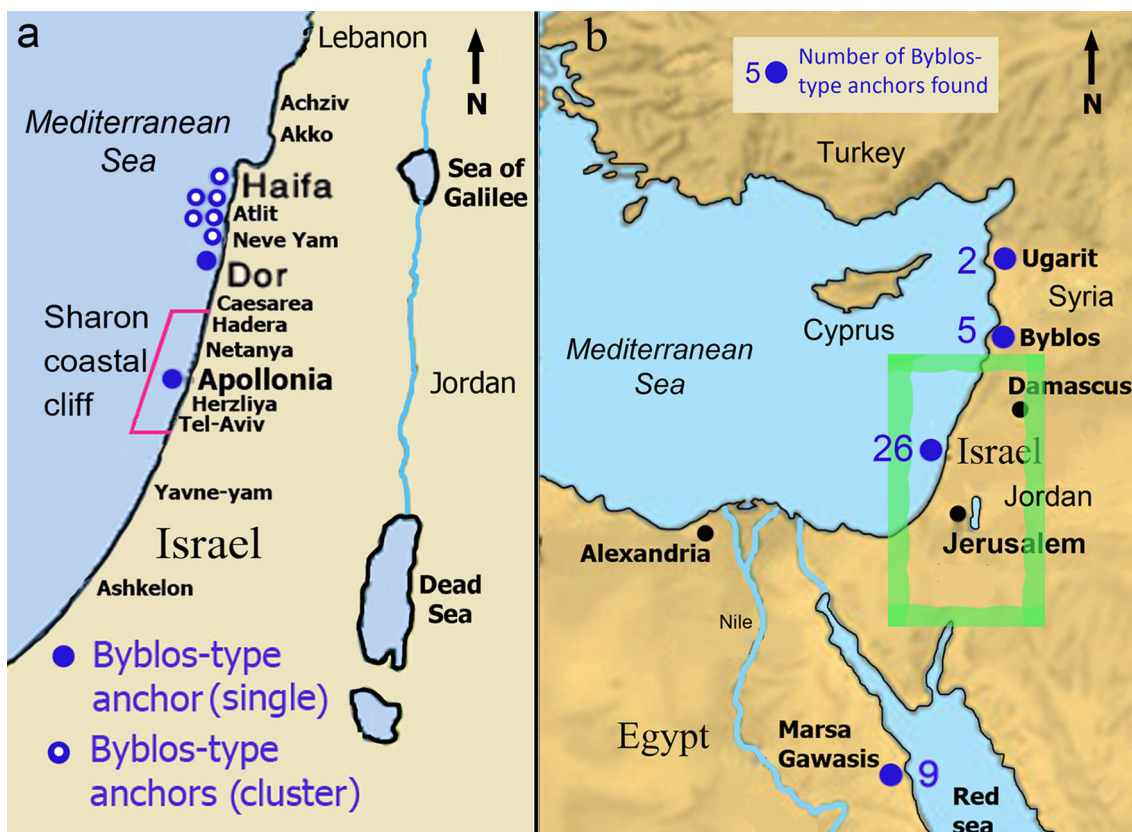 a
Lebanon
N
Achziv
Akko
Mediterranean
Sea
Sea of
Galilee
Haifa
Atlit
Neve Yam
Dor
Caesarea
Hadera
Netanya
Sharon
coastal
cliff
Apollonia
Herzliya
Tel-Aviv
Jordan
Yavne-yam
Israel
Ashkelon
Dead
Sea
Byblos-type
anchor (single)
Byblos-type
anchors (cluster)
b
5 Number of Byblos-
type anchors found
N
Turkey
2 Ugarit
Syria
Cyprus
5 Byblos
Mediterranean
Sea
Damascus
26 Israel
Jordan
Jerusalem
Alexandria
Nile
Egypt
Marsa
Gawasis 9
Red
sea